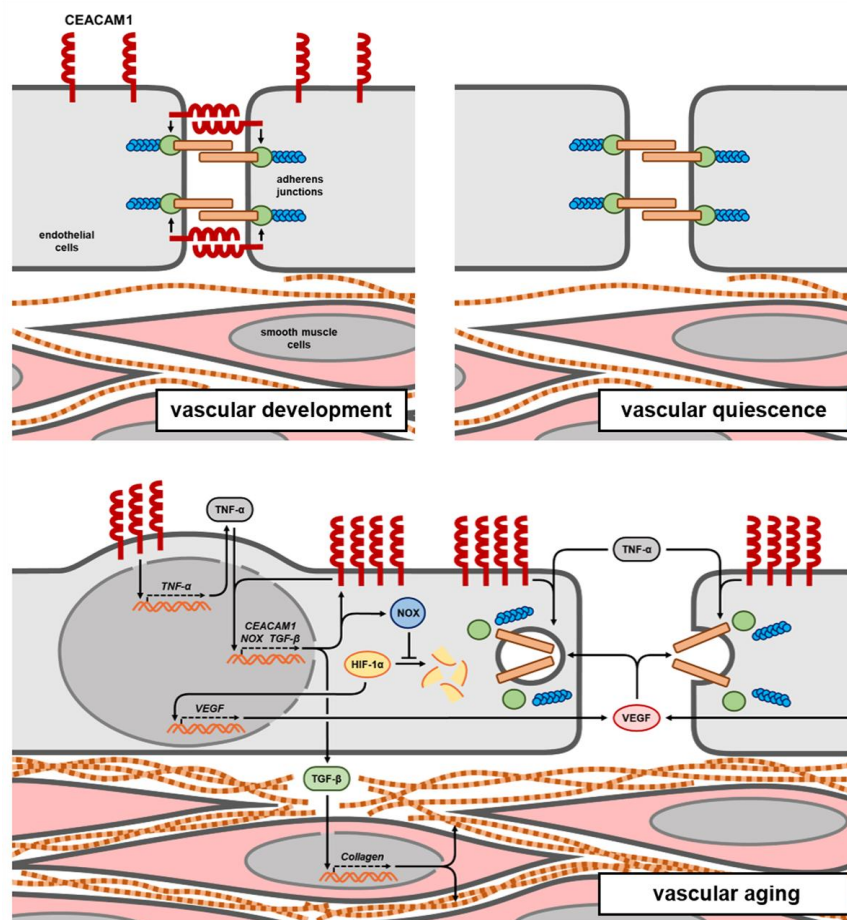 CEACAM1
adherens
junctions
endothelial
cells
smooth muscle
cells
vascular development
vascular quiescence
TNF-α
TNF-α
TNF-α
CEACAM1
NOX TGF-β
NOX
HIF-1α
VEGF
VEGF
TGF-β
Collagen
vascular aging